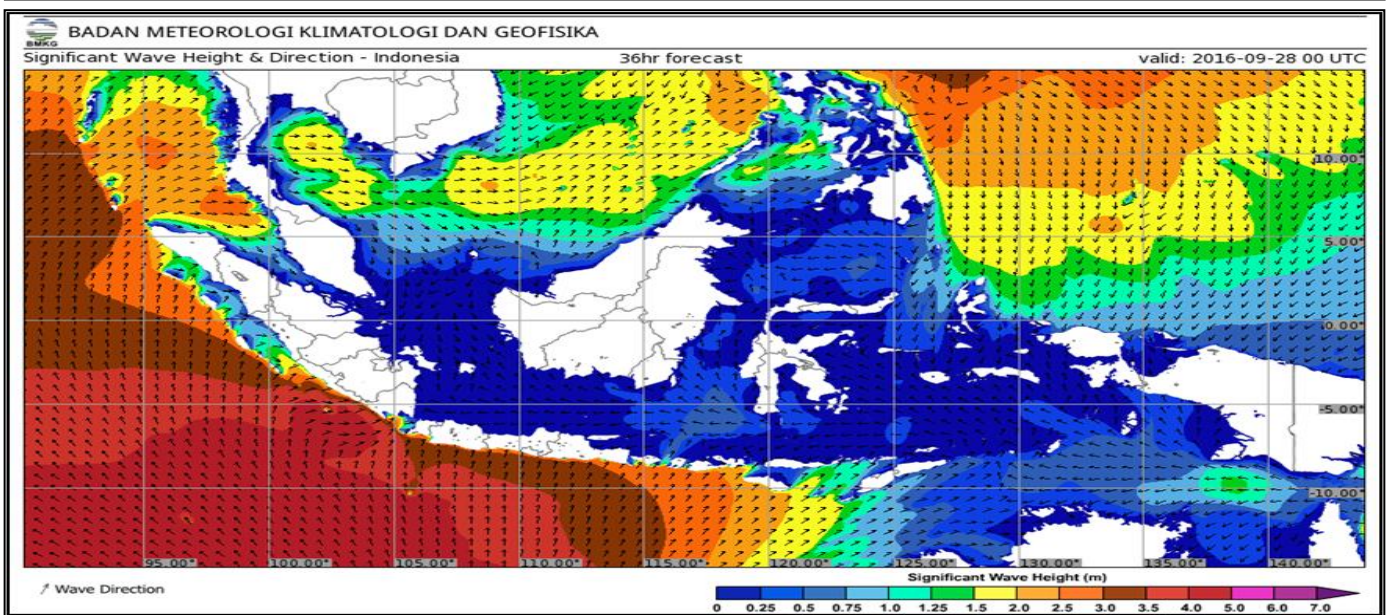 BADAN METEOROLOGI KLIMATOLOGI DAN GEOFISIKA
BMKG
Significant Wave Height & Direction - Indonesia 36hr forecast valid: 2016-09-28 00 UTC
10.00°
5.00°
0.00°
-5.00°
-10.00°
95.00° 100.00° 105.00° 110.00° 115.00° 120.00° 125.00° 130.00° 135.00° 140.00°
Wave Direction
Significant Wave Height (m)
0 0.25 0.5 0.75 1.0 1.25 1.5 2.0 2.5 3.0 3.5 4.0 5.0 6.0 7.0